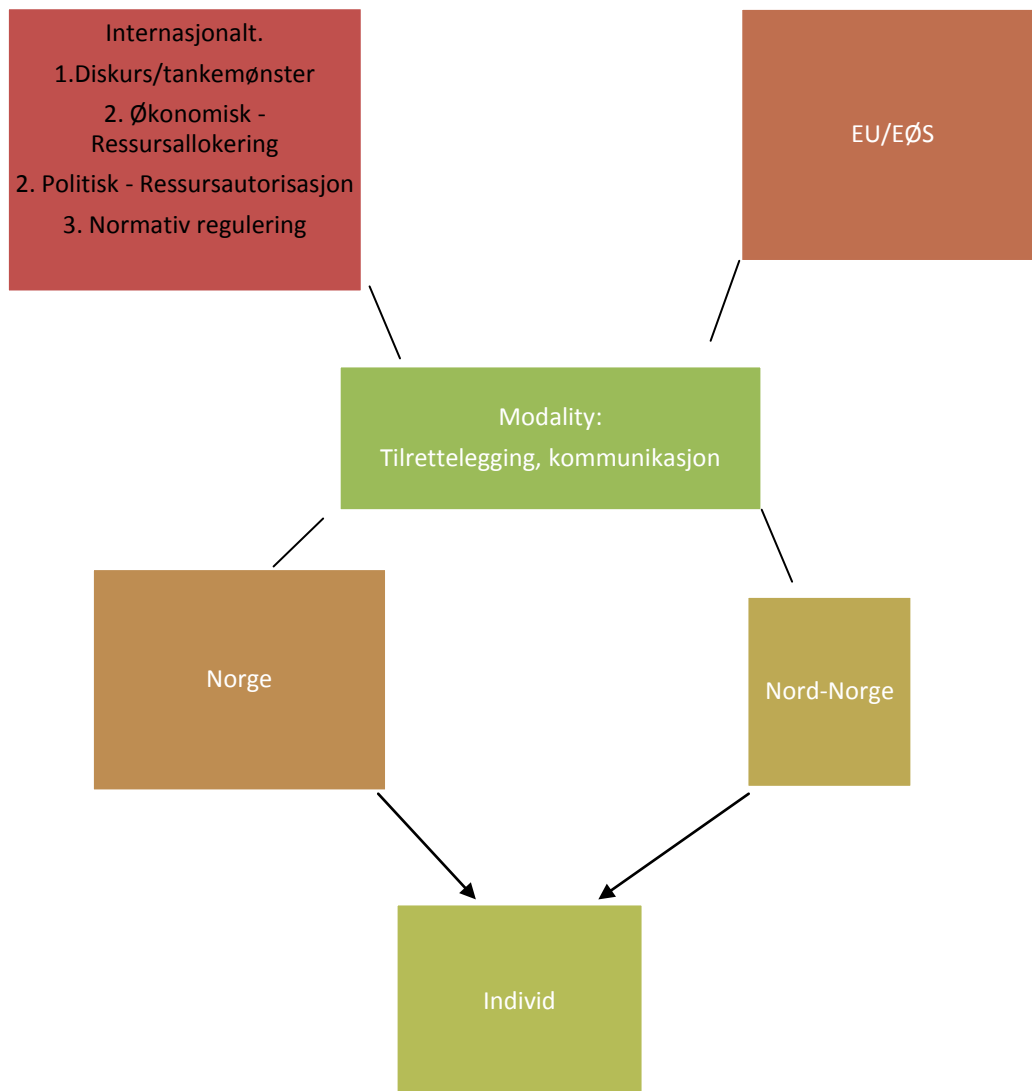 Internasjonalt.
1.Diskurs/tankemønster
2. Økonomisk -
Ressursallokering
2. Politisk - Ressursautorisasjon
3. Normativ regulering
EU/EØS
Modality:
Tilrettelegging, kommunikasjon
Norge
Nord-Norge
Individ